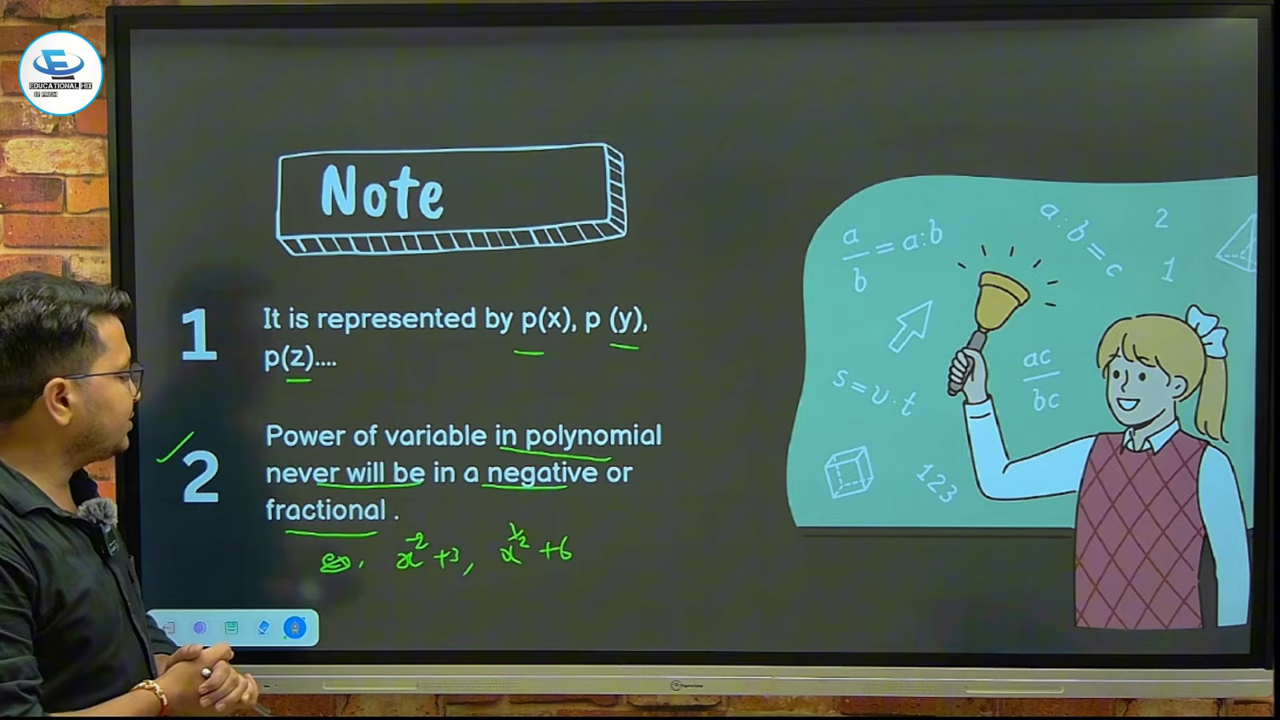 EDUCATIONAL
Note
1
It is represented by p(x), p (y),
p(z)....
2
Power of variable in polynomial
never will be in a negative or
fractional .
x⁻² +3, x^1/2 +6
a/b = a:b
a:b = c
2
1
s = v·t
ac/bc
123